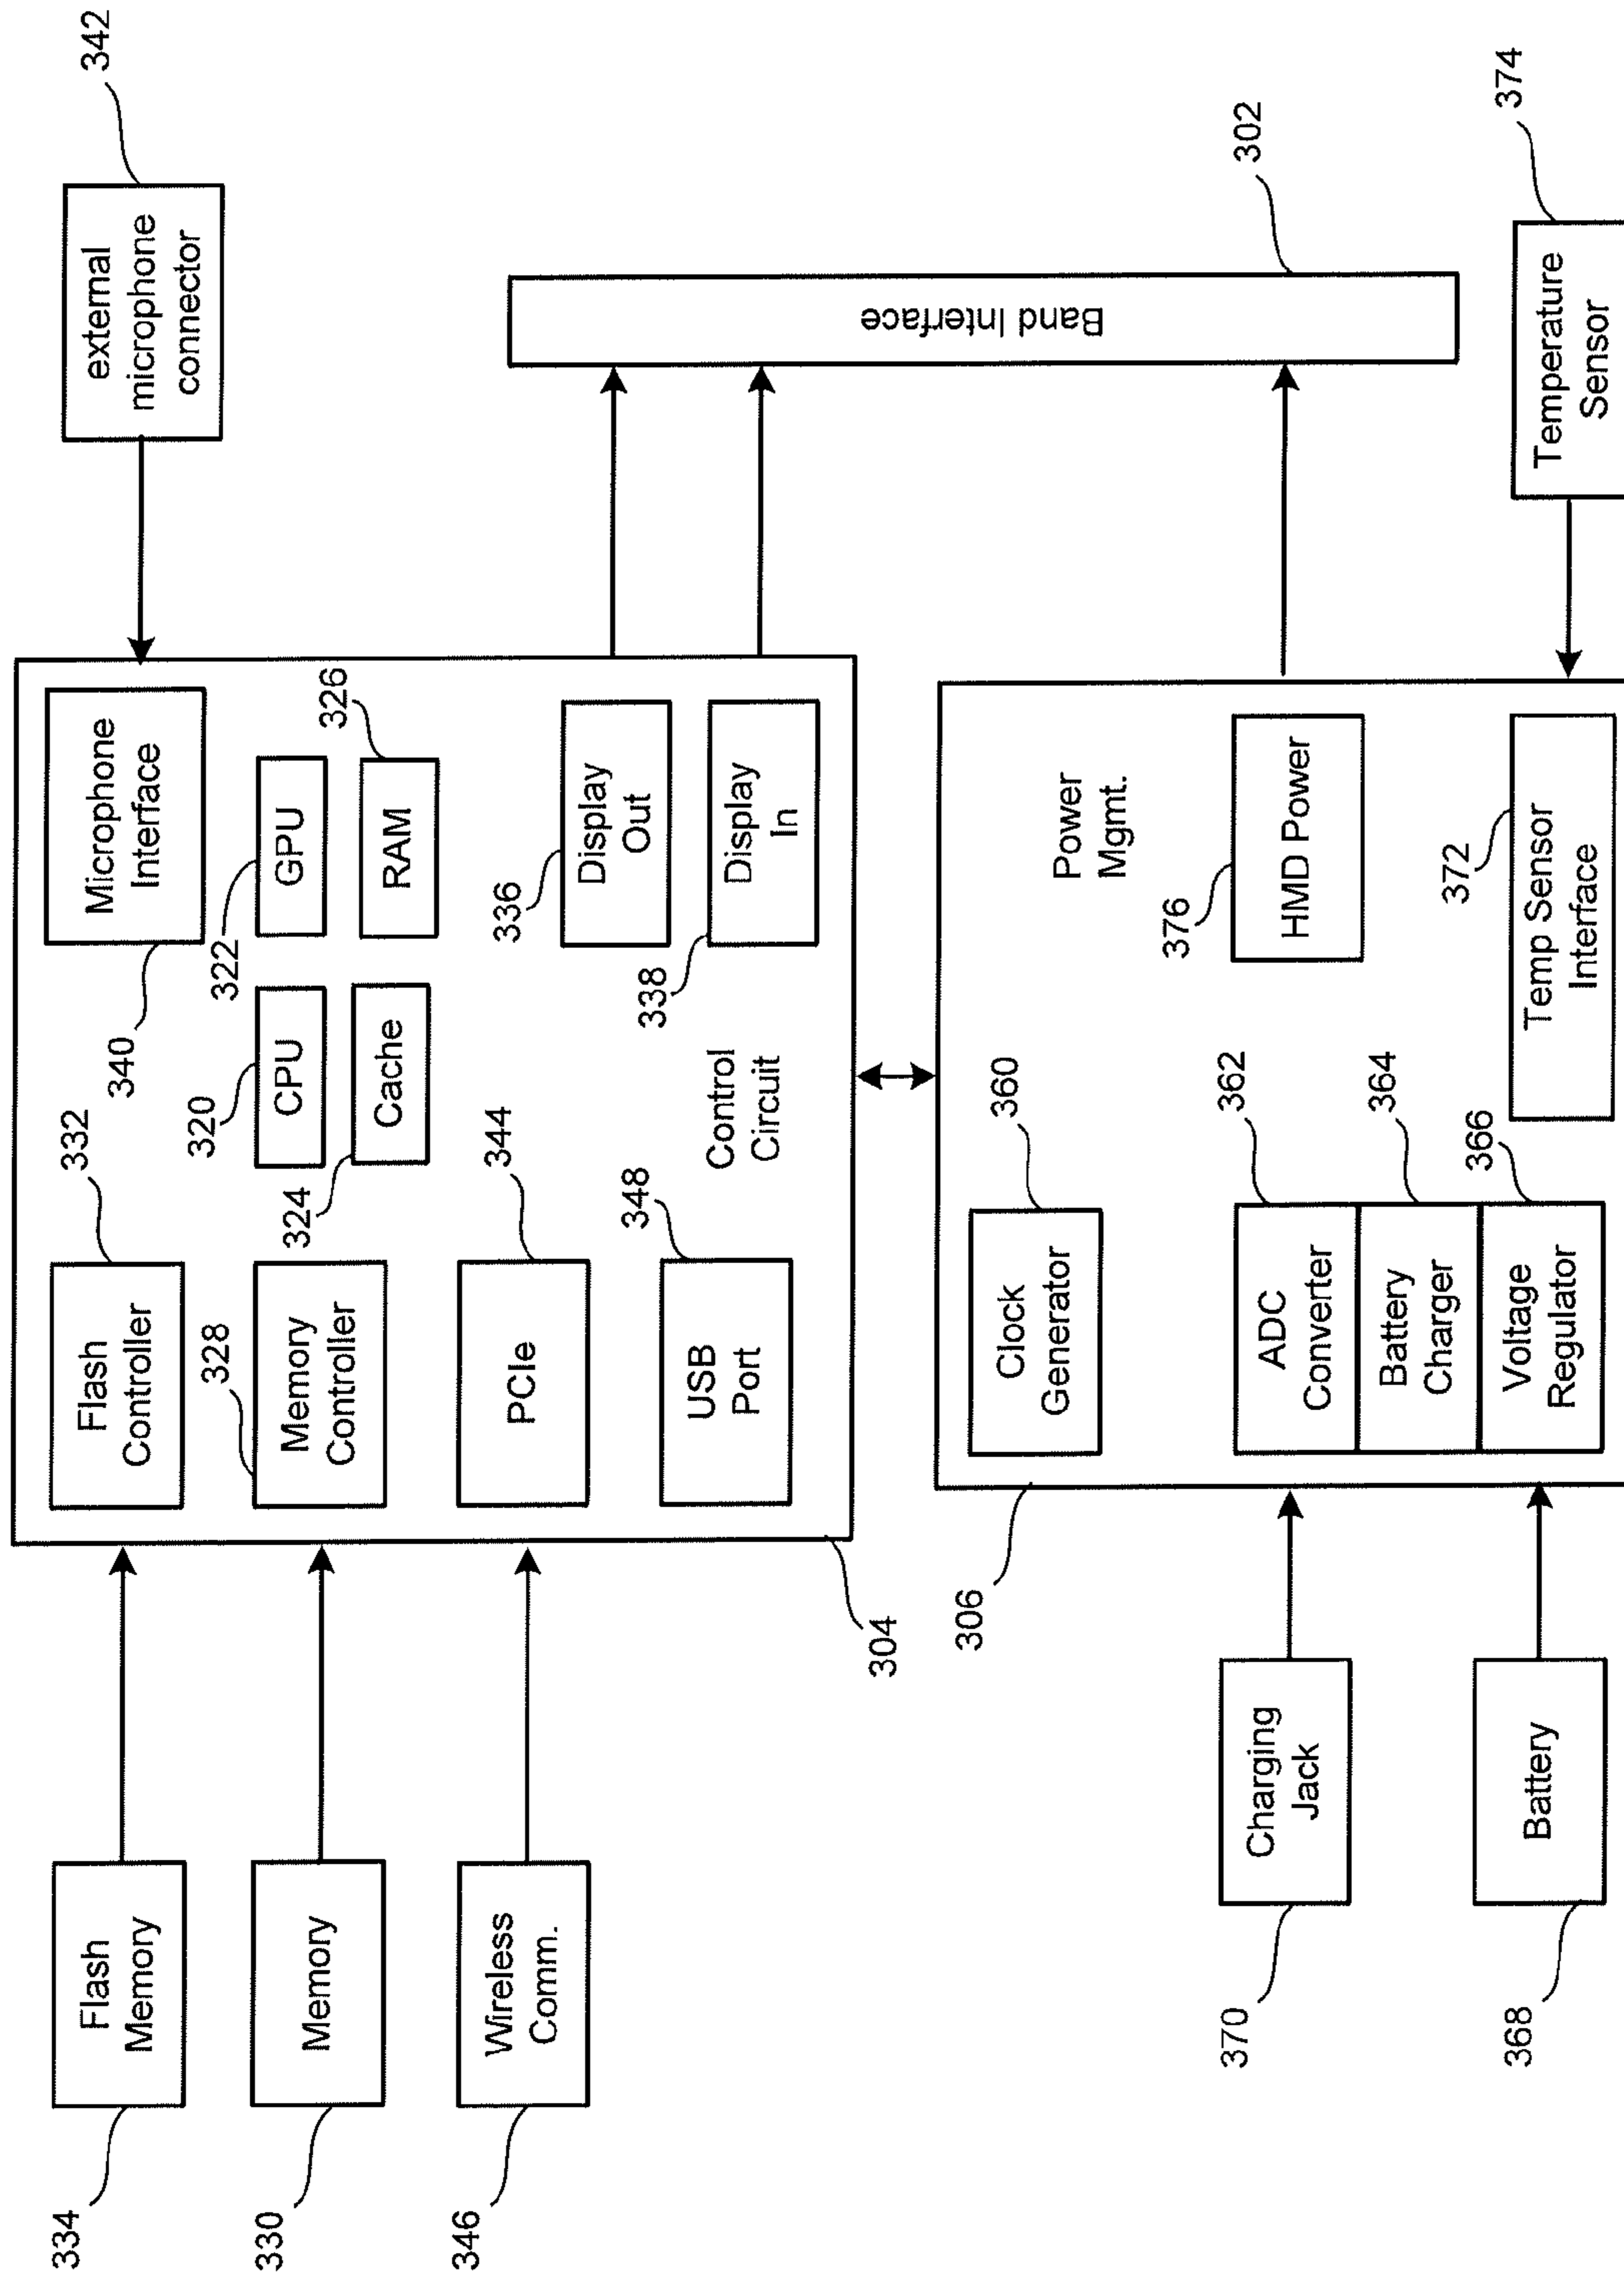 334
Flash
Memory
330
Memory
346
Wireless
Comm.
332
Flash
Controller
328
Memory
Controller
344
PCIe
348
USB
Port
320
CPU
324
Cache
322
GPU
326
RAM
340
Microphone
Interface
336
Display
Out
338
Display
In
Control
Circuit
304
342
external
microphone
connector
Band Interface
302
306
360
Clock
Generator
362
ADC
Converter
364
Battery
Charger
366
Voltage
Regulator
Power
Mgmt.
376
HMD Power
372
Temp Sensor
Interface
370
Charging
Jack
368
Battery
374
Temperature
Sensor